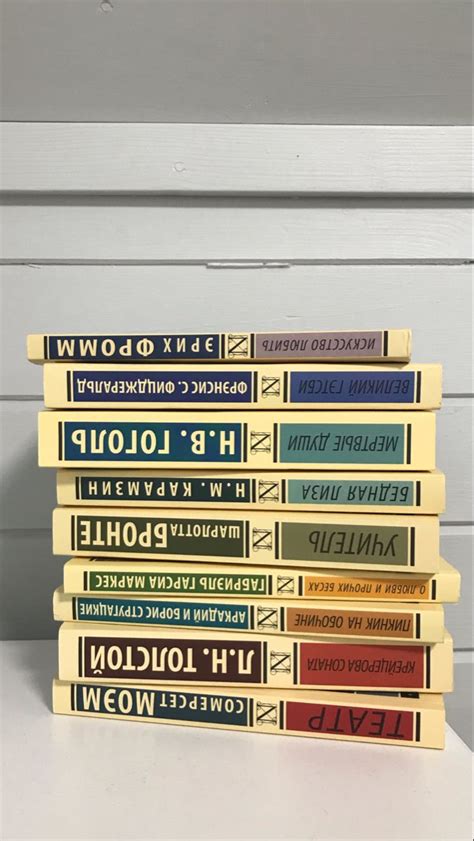 ЭРИХ ФРОММ ИСКУССТВО ЛЮБИТЬ
ФРЭНСИС С. ФИЦДЖЕРАЛЬД ВЕЛИКИЙ ГЭТСБИ
Н.В. ГОГОЛЬ МЕРТВЫЕ ДУШИ
Н.М. КАРАМЗИН БЕДНАЯ ЛИЗА
ШАРЛОТТА БРОНТЕ УЧИТЕЛЬ
ГАБРИЭЛЬ ГАРСИА МАРКЕС О ЛЮБВИ И ПРОЧИХ БЕСАХ
АРКАДИЙ И БОРИС СТРУГАЦКИЕ ПИКНИК НА ОБОЧИНЕ
Л.Н. ТОЛСТОЙ КРЕЙЦЕРОВА СОНАТА
СОМЕРСЕТ МОЭМ ТЕАТР